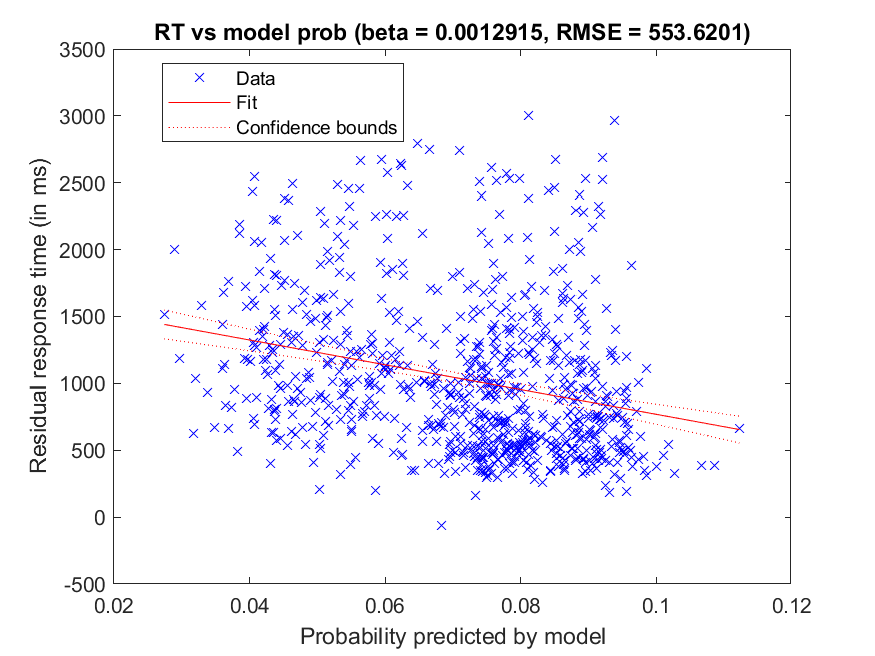 RT vs model prob (beta = 0.0012915, RMSE = 553.6201)
Data
Fit
Confidence bounds
Residual response time (in ms)
3500
3000
2500
2000
1500
1000
500
0
-500
0.02 0.04 0.06 0.08 0.1 0.12
Probability predicted by model